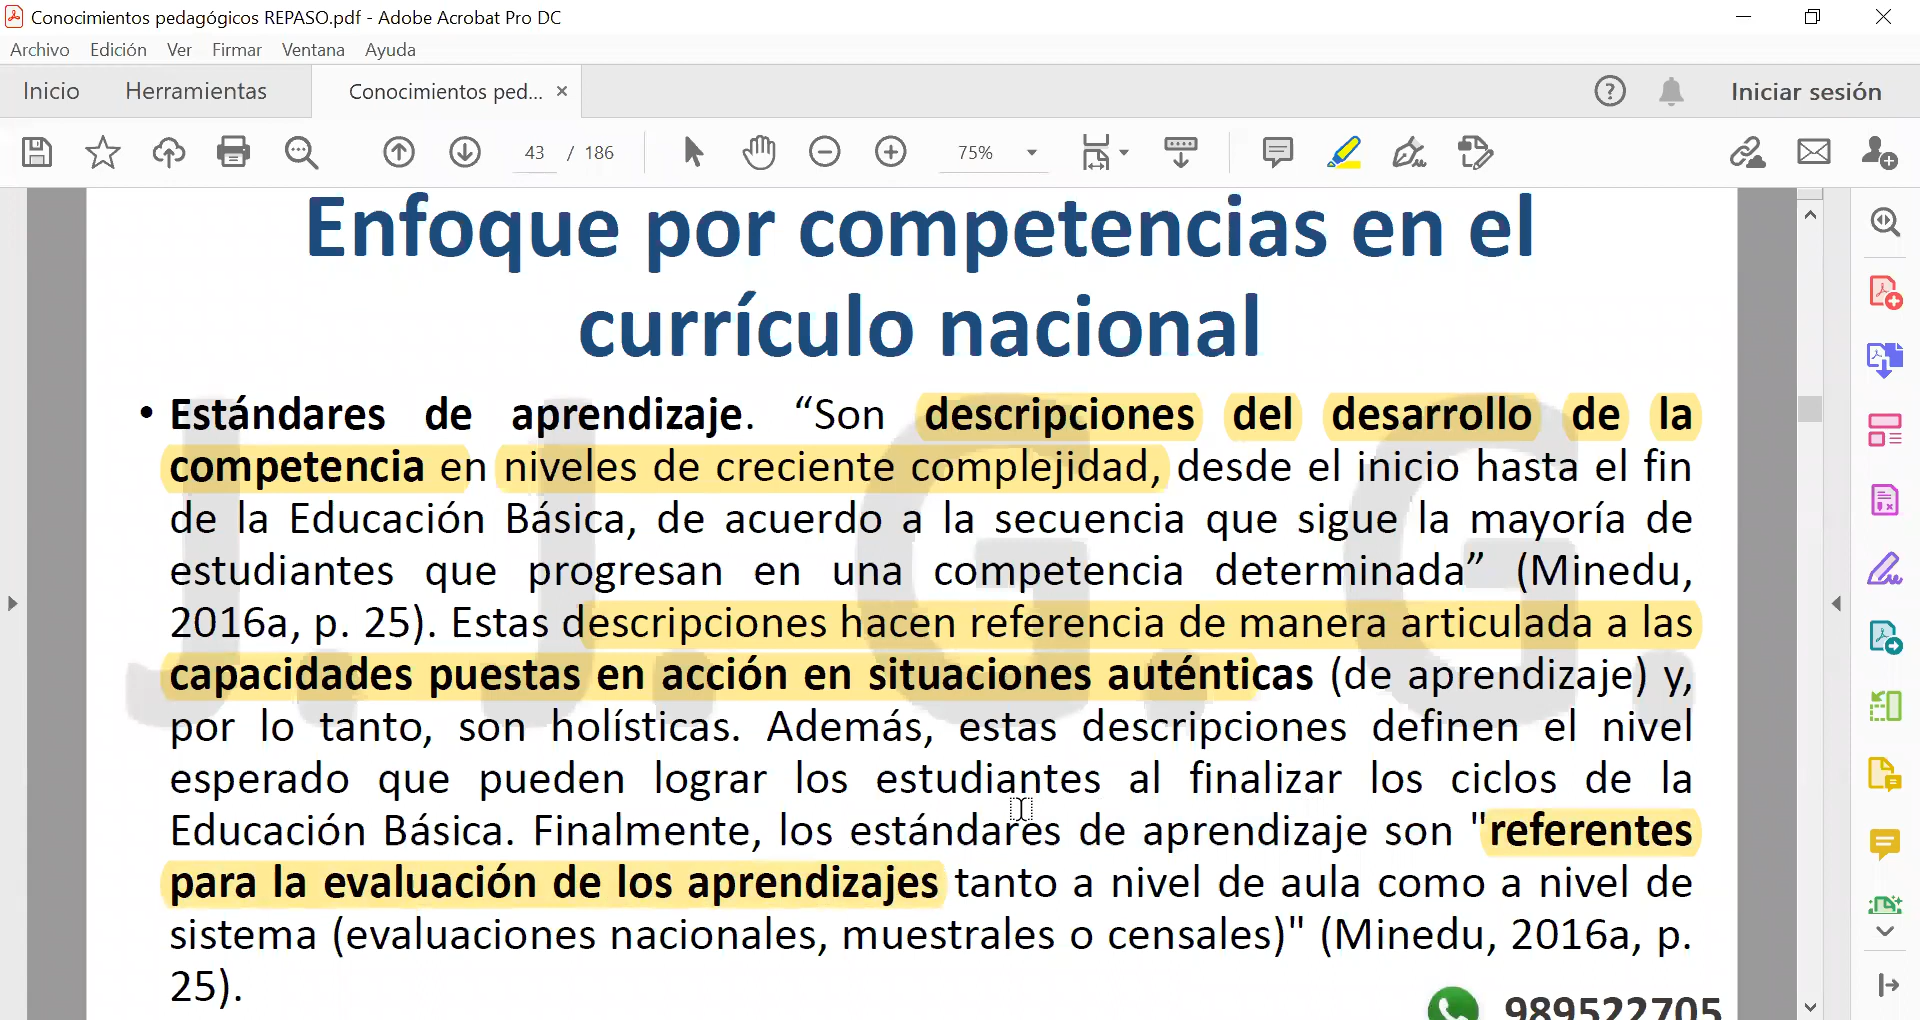 Conocimientos pedagógicos REPASO.pdf - Adobe Acrobat Pro DC
Archivo Edición Ver Firmar Ventana Ayuda
Inicio Herramientas Conocimientos ped... × Iniciar sesión
43 / 186 75%
Enfoque por competencias en el
currículo nacional
• Estándares de aprendizaje. “Son descripciones del desarrollo de la
competencia en niveles de creciente complejidad, desde el inicio hasta el fin
de la Educación Básica, de acuerdo a la secuencia que sigue la mayoría de
estudiantes que progresan en una competencia determinada” (Minedu,
2016a, p. 25). Estas descripciones hacen referencia de manera articulada a las
capacidades puestas en acción en situaciones auténticas (de aprendizaje) y,
por lo tanto, son holísticas. Además, estas descripciones definen el nivel
esperado que pueden lograr los estudiantes al finalizar los ciclos de la
Educación Básica. Finalmente, los estándares de aprendizaje son "referentes
para la evaluación de los aprendizajes tanto a nivel de aula como a nivel de
sistema (evaluaciones nacionales, muestrales o censales)" (Minedu, 2016a, p.
25).
989522705
J. J. G. G.